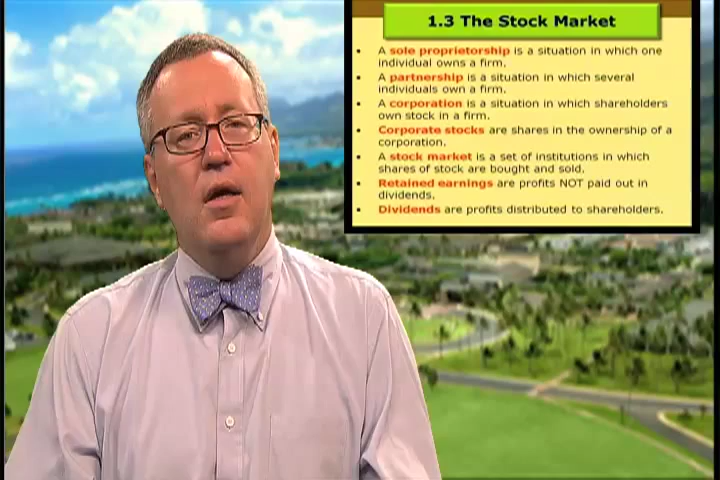 1.3 The Stock Market
• A sole proprietorship is a situation in which one
individual owns a firm.
• A partnership is a situation in which several
individuals own a firm.
• A corporation is a situation in which shareholders
own stock in a firm.
• Corporate stocks are shares in the ownership of a
corporation.
• A stock market is a set of institutions in which
shares of stock are bought and sold.
• Retained earnings are profits NOT paid out in
dividends.
• Dividends are profits distributed to shareholders.